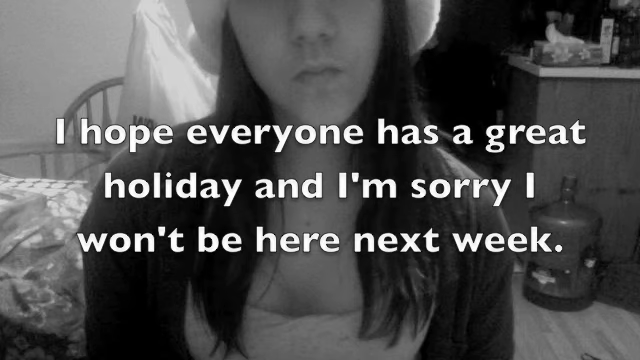 I hope everyone has a great
holiday and I'm sorry I
won't be here next week.